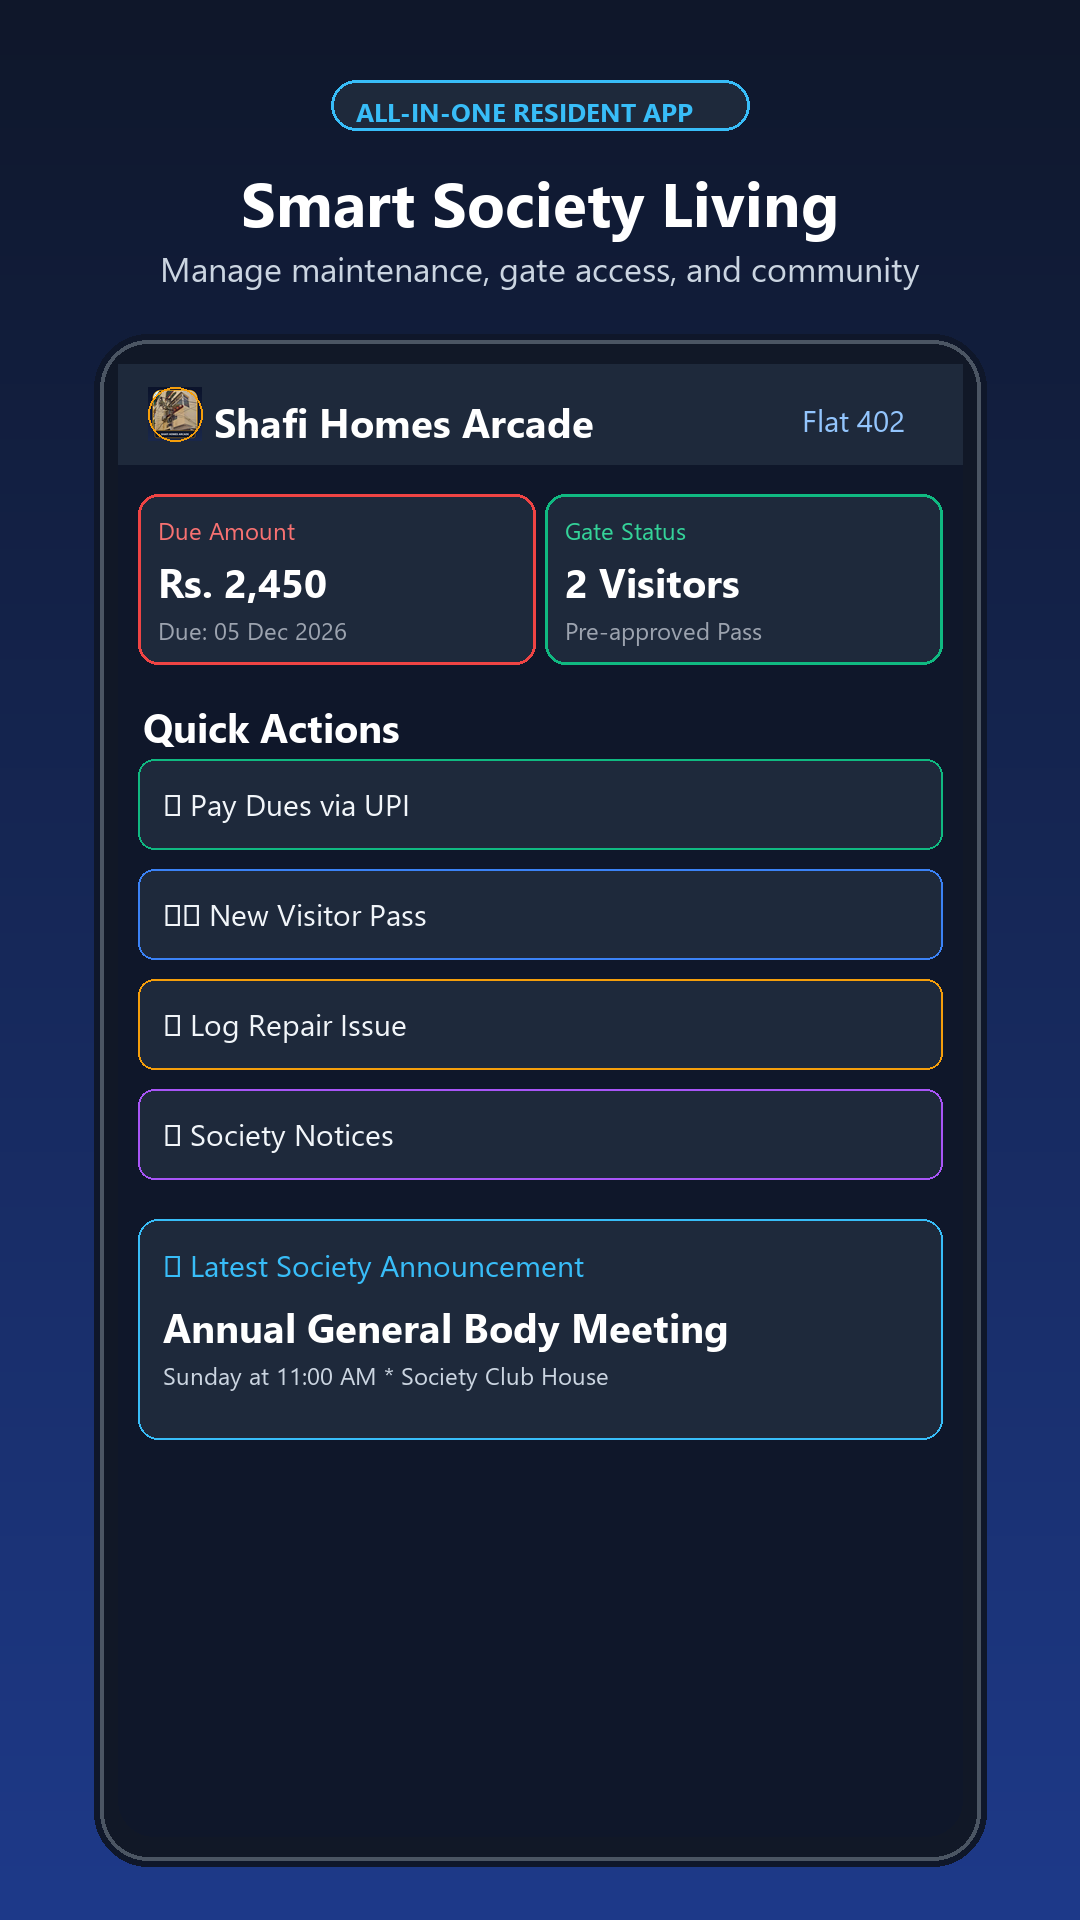 ALL-IN-ONE RESIDENT APP
Smart Society Living
Manage maintenance, gate access, and community
Shafi Homes Arcade
Flat 402
Due Amount
Rs. 2,450
Due: 05 Dec 2026
Gate Status
2 Visitors
Pre-approved Pass
Quick Actions
Pay Dues via UPI
New Visitor Pass
Log Repair Issue
Society Notices
Latest Society Announcement
Annual General Body Meeting
Sunday at 11:00 AM * Society Club House